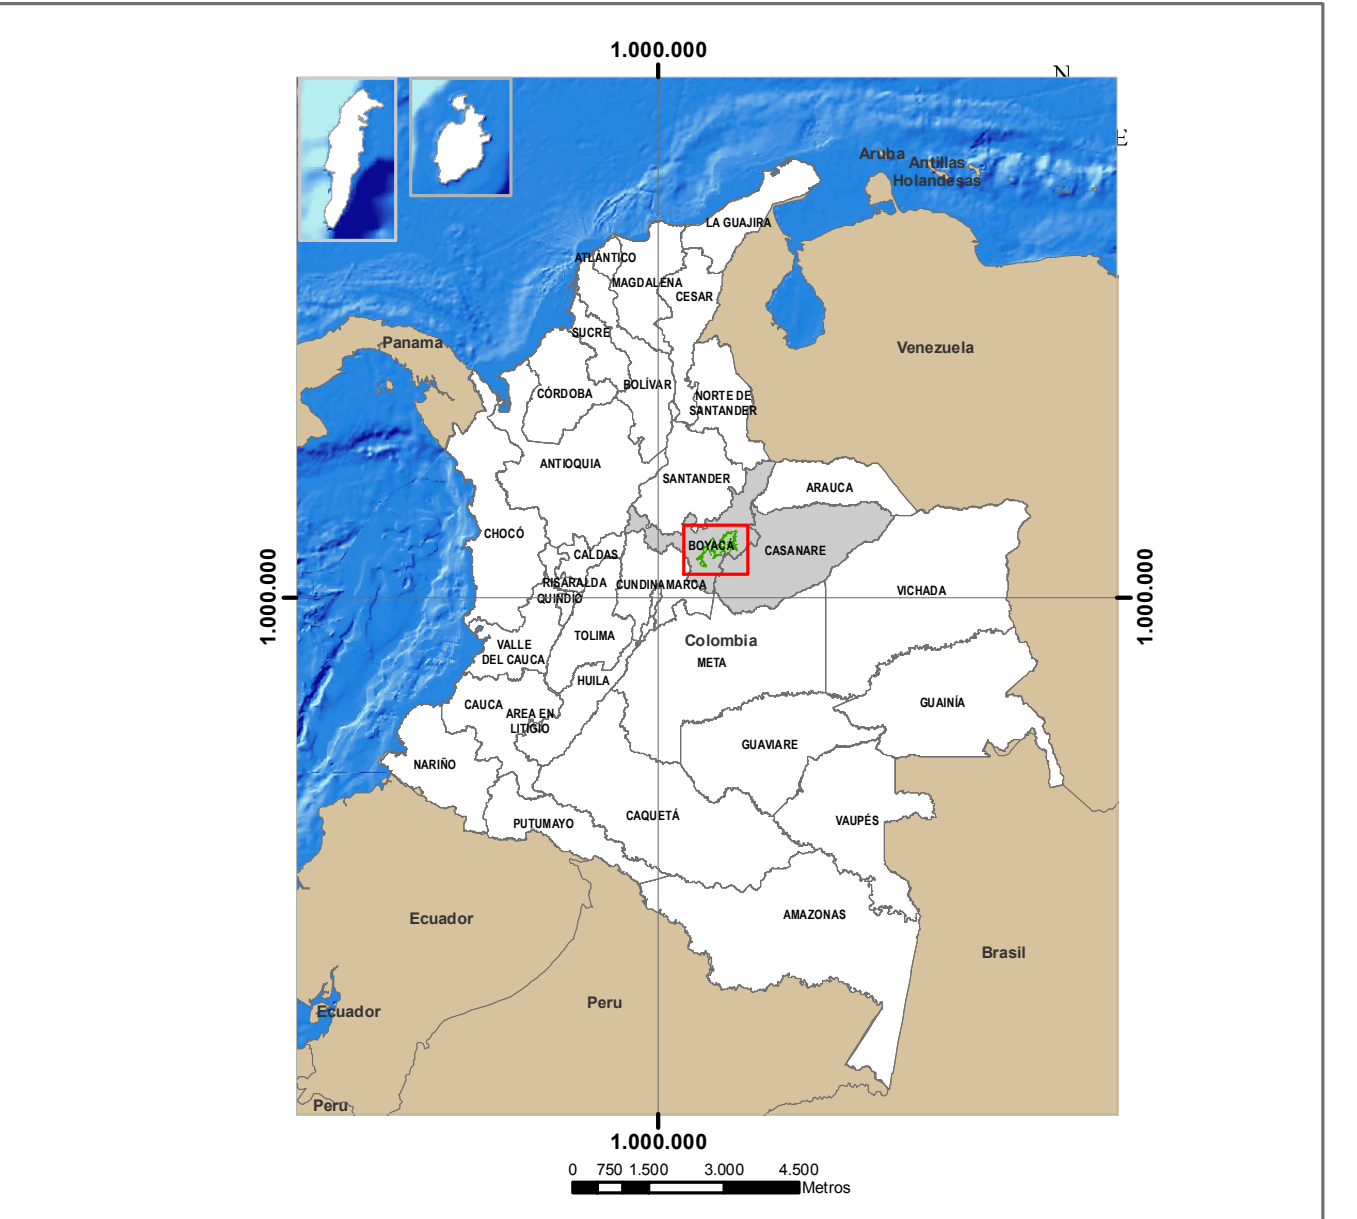 1.000.000
N
E
Aruba
Antillas
Holandesas
LA GUAJIRA
ATLÁNTICO
MAGDALENA
CESAR
SUCRE
Panama
Venezuela
BOLÍVAR
CÓRDOBA
NORTE DE
SANTANDER
ANTIOQUIA
SANTANDER
ARAUCA
CHOCÓ
BOYACÁ
CASANARE
CALDAS
RISARALDA
CUNDINAMARCA
VICHADA
QUINDIO
1.000.000
1.000.000
TOLIMA
Colombia
VALLE
DEL CAUCA
META
HUILA
CAUCA
AREA EN
LITIGIO
GUAINÍA
GUAVIARE
NARIÑO
CAQUETÁ
VAUPÉS
PUTUMAYO
AMAZONAS
Ecuador
Brasil
Peru
Ecuador
Peru
1.000.000
0 750 1.500 3.000 4.500
Metros